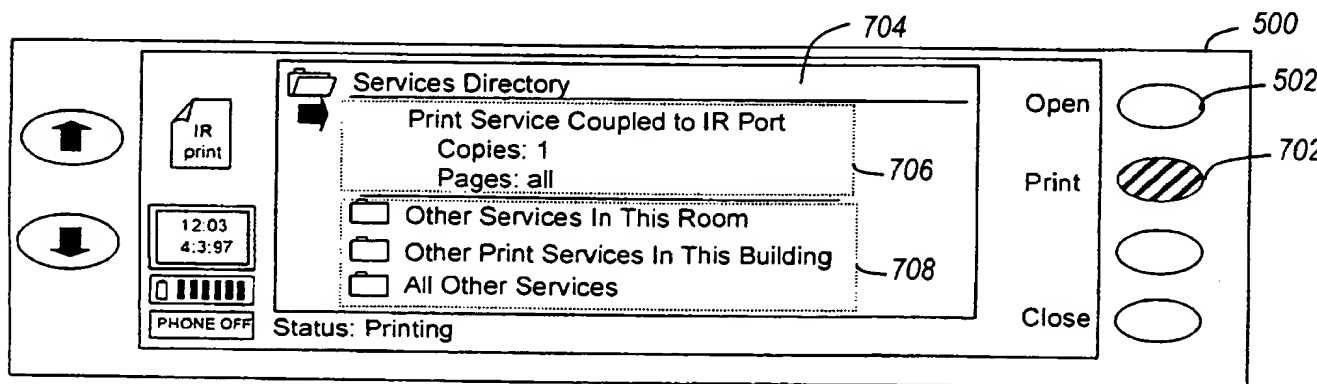 704
500
Services Directory
Open
502
IR
print
Print Service Coupled to IR Port
Copies: 1
Pages: all
706
Print
702
12:03
4:3:97
Other Services In This Room
Other Print Services In This Building
All Other Services
708
PHONE OFF
Status: Printing
Close